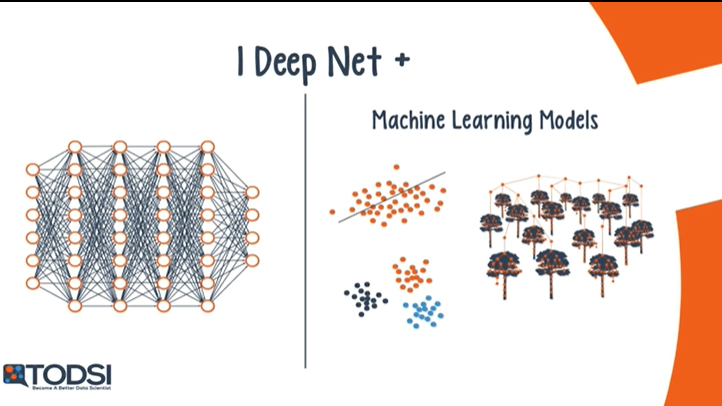 1 Deep Net +
Machine Learning Models
TODSI
Become A Better Data Scientist